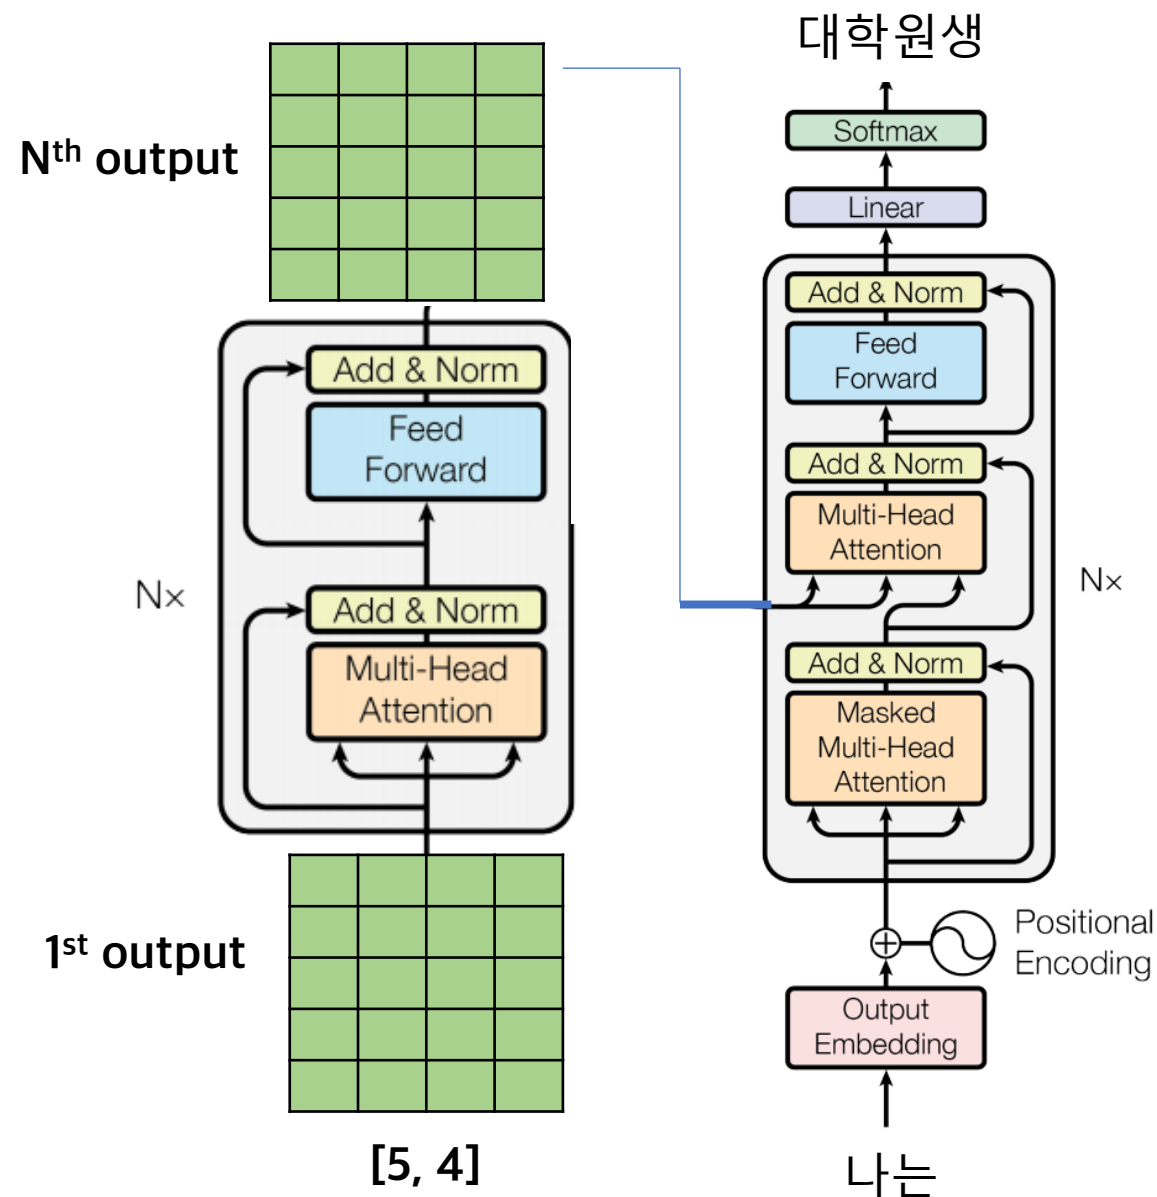 Nth output
Add & Norm
Feed
Forward
Add & Norm
Multi-Head
Attention
N×
1st output
[5, 4]
대학원생
Softmax
Linear
Add & Norm
Feed
Forward
Add & Norm
Multi-Head
Attention
N×
Add & Norm
Masked
Multi-Head
Attention
Positional
Encoding
Output
Embedding
나는